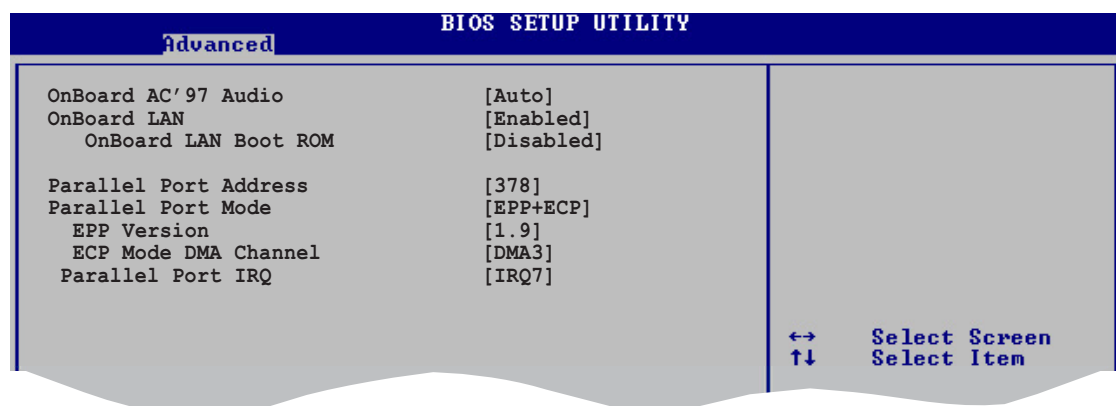 BIOS SETUP UTILITY
Advanced
OnBoard AC'97 Audio [Auto]
OnBoard LAN [Enabled]
OnBoard LAN Boot ROM [Disabled]
Parallel Port Address [378]
Parallel Port Mode [EPP+ECP]
EPP Version [1.9]
ECP Mode DMA Channel [DMA3]
Parallel Port IRQ [IRQ7]
←→ Select Screen
↑↓ Select Item